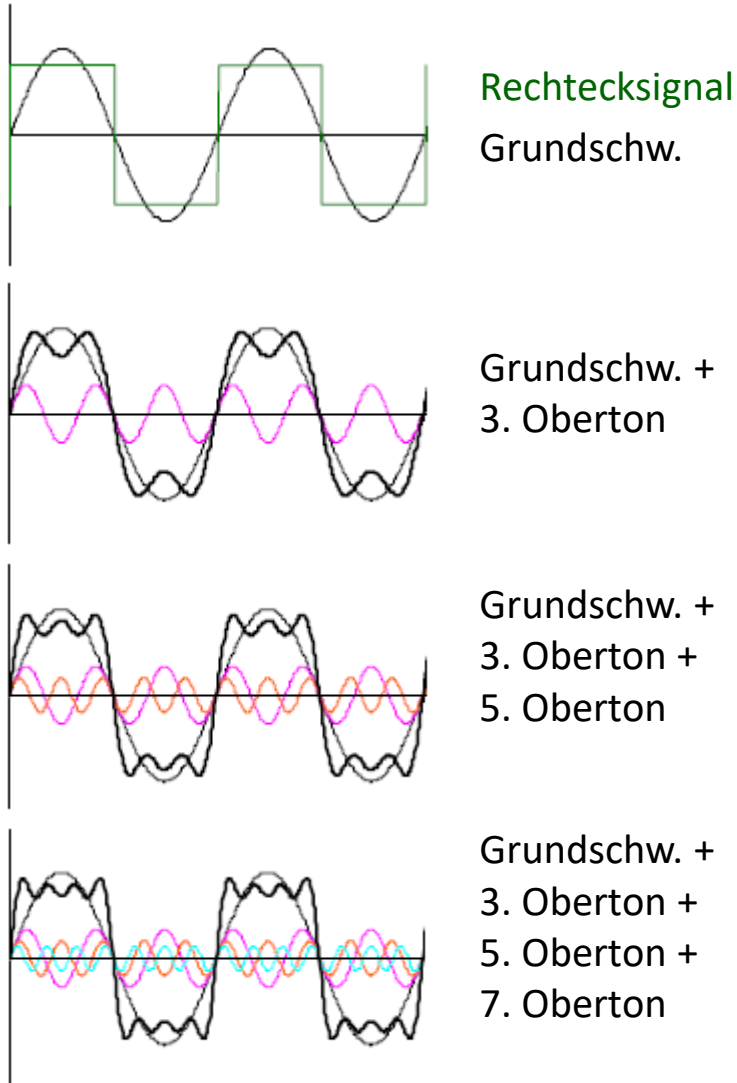 Rechtecksignal
Grundschw.
Grundschw. +
3. Oberton
Grundschw. +
3. Oberton +
5. Oberton
Grundschw. +
3. Oberton +
5. Oberton +
7. Oberton